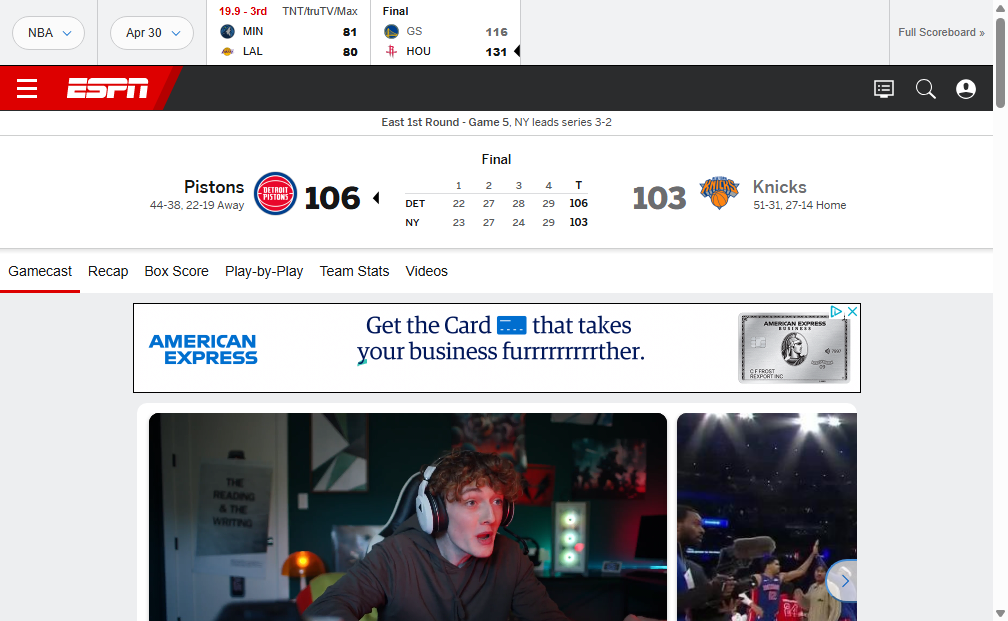 NBA
Apr 30
19.9 - 3rd TNT/truTV/Max
MIN 81
LAL 80
Final
GS 116
HOU 131
Full Scoreboard »
ESPN
East 1st Round - Game 5, NY leads series 3-2
Final
Pistons
44-38, 22-19 Away
DETROIT PISTONS
106
1 2 3 4 T
DET 22 27 28 29 106
NY 23 27 24 29 103
103
KNICKS
Knicks
51-31, 27-14 Home
Gamecast Recap Box Score Play-by-Play Team Stats Videos
AMERICAN
EXPRESS
Get the Card that takes
your business furrrrrrrrther.
AMERICAN EXPRESS
BUSINESS
C F FROST
REXPORT INC
THE
READING
& THE
WRITING